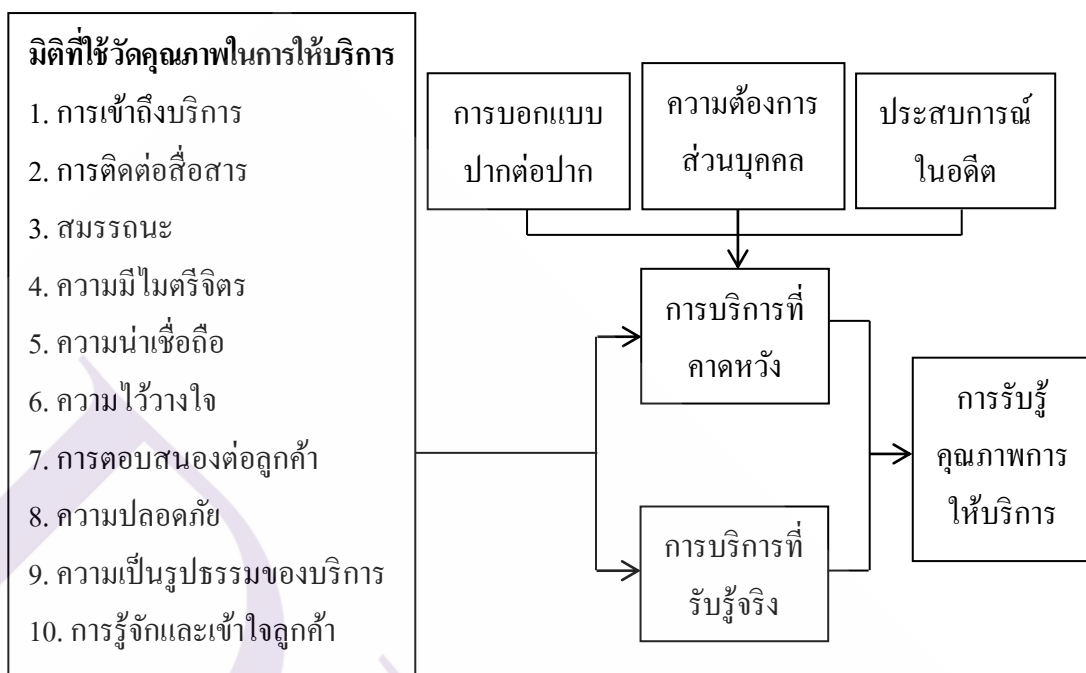 มิติที่ใช้วัดคุณภาพในการให้บริการ
1. การเข้าถึงบริการ
2. การติดต่อสื่อสาร
3. สมรรถนะ
4. ความมีไมตรีจิตร
5. ความน่าเชื่อถือ
6. ความไว้วางใจ
7. การตอบสนองต่อลูกค้า
8. ความปลอดภัย
9. ความเป็นรูปธรรมของบริการ
10. การรู้จักและเข้าใจลูกค้า
การบอกแบบ
ปากต่อปาก
ความต้องการ
ส่วนบุคคล
ประสบการณ์
ในอดีต
การบริการที่
คาดหวัง
การบริการที่
รับรู้จริง
การรับรู้
คุณภาพการ
ให้บริการ